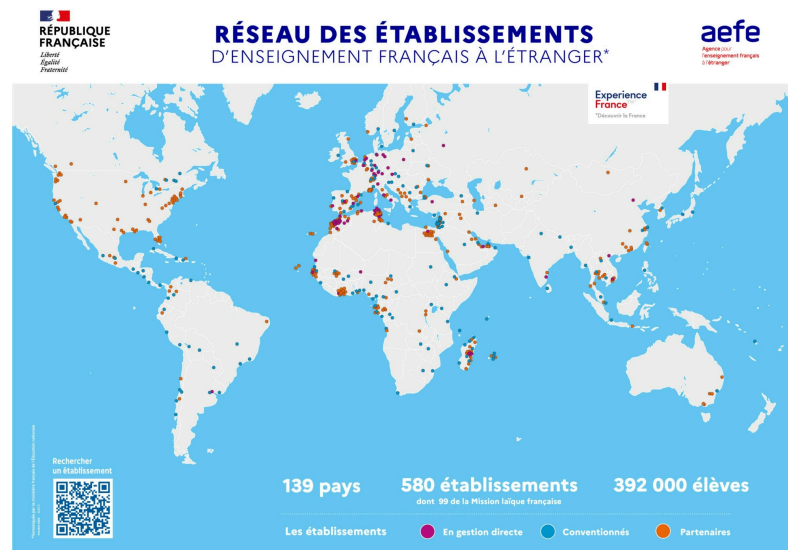 RÉPUBLIQUE
FRANÇAISE
Liberté
Égalité
Fraternité
RÉSEAU DES ÉTABLISSEMENTS
D'ENSEIGNEMENT FRANÇAIS À L'ÉTRANGER*
aefe
Agence pour
l'enseignement français
à l'étranger
Experience
France
*Découvrir la France
Rechercher
un établissement
139 pays
580 établissements
392 000 élèves
dont 99 de la Mission laïque française
Les établissements
En gestion directe
Conventionnés
Partenaires